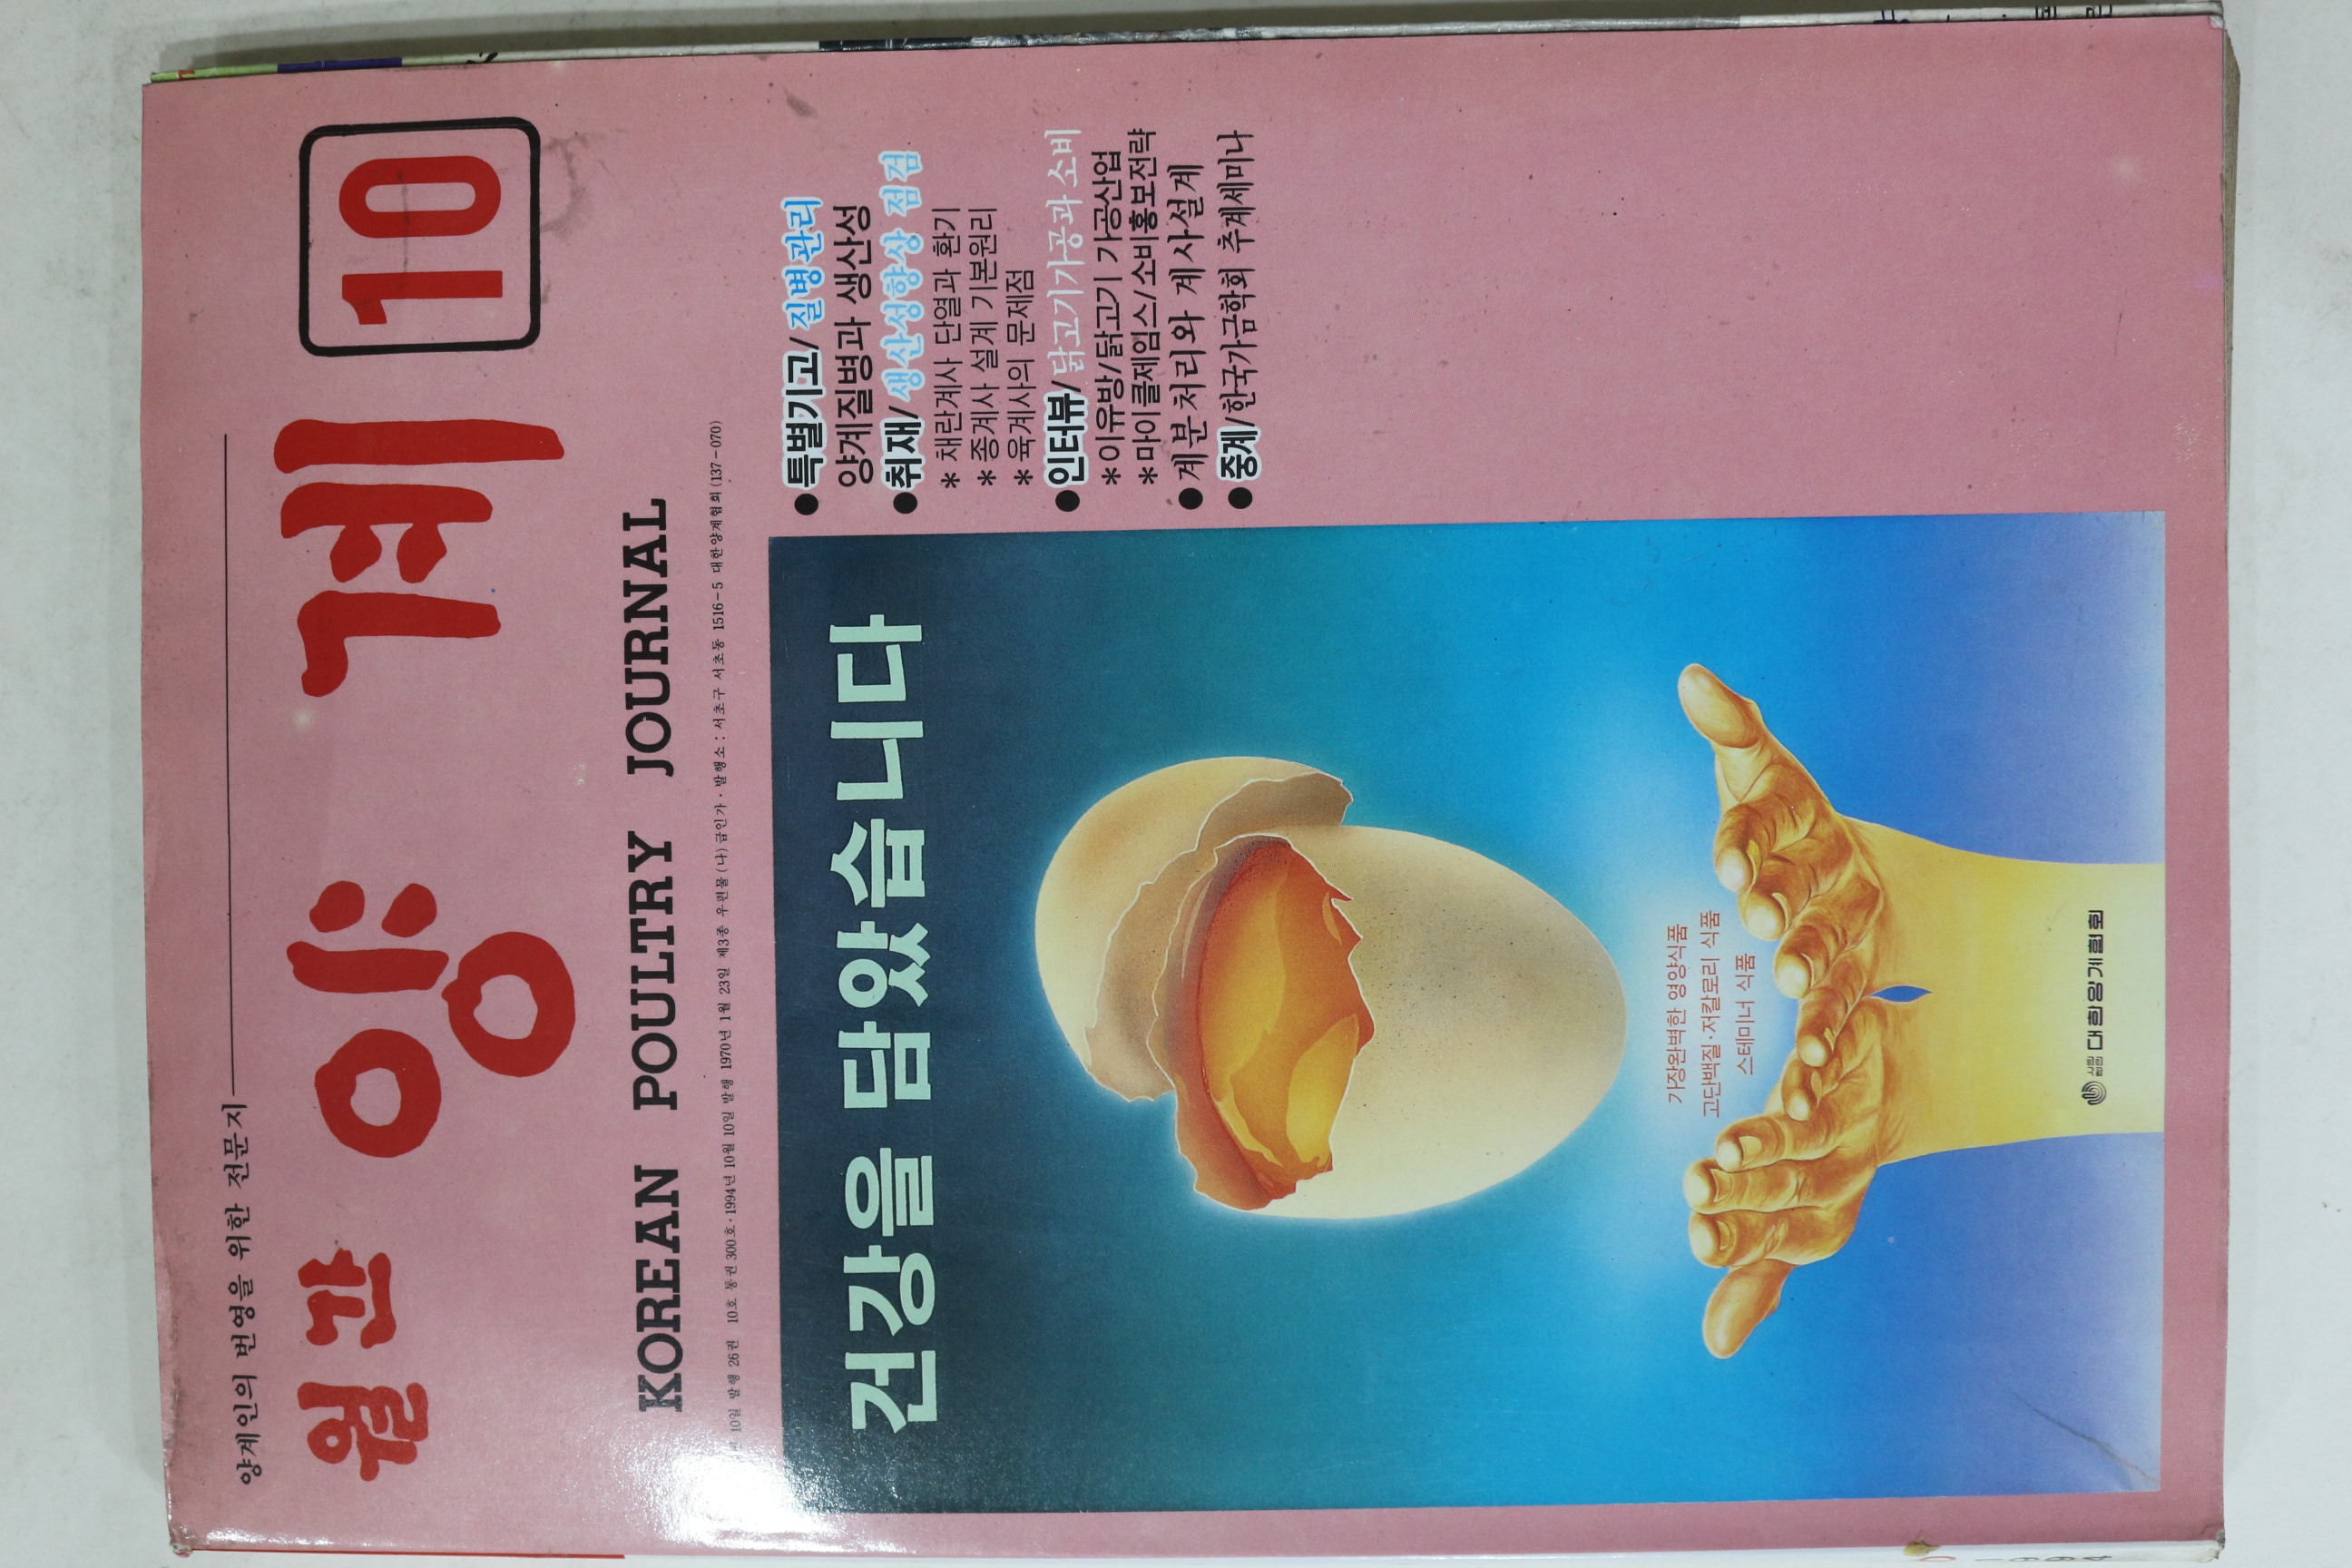 양계인의 번영을 위한 전문지
월간 양계 10
KOREAN POULTRY JOURNAL
10일 발행 26권 10호 통권 300호·1994년 10월 10일 발행 1970년 1월 23일 제3종 우편물(나)급인가·발행소: 서초구 서초동 1516-5 대한양계협회(137-070)
●특별기고/질병관리
양계질병과 생산성
●취재/생산성향상 점검
* 채란계사 단열과 환기
* 종계사 설계 기본원리
* 육계사의 문제점
●인터뷰/닭고기가공과 소비
*이유방/닭고기 가공산업
*마이클제임스/소비홍보전략
●계분처리와 계사설계
●중계/한국가금학회 추계세미나
건강을 담았습니다
가장완벽한 영양식품
고단백질·저칼로리 식품
스테미너 식품
사단법인 대한양계협회